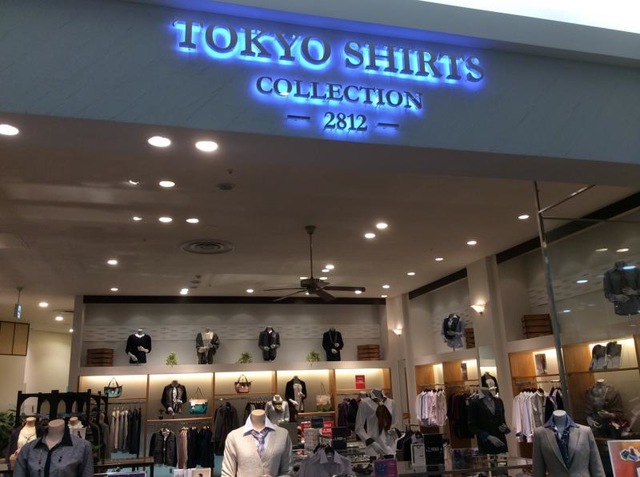 TOKYO SHIRTS
COLLECTION
— 2812 —